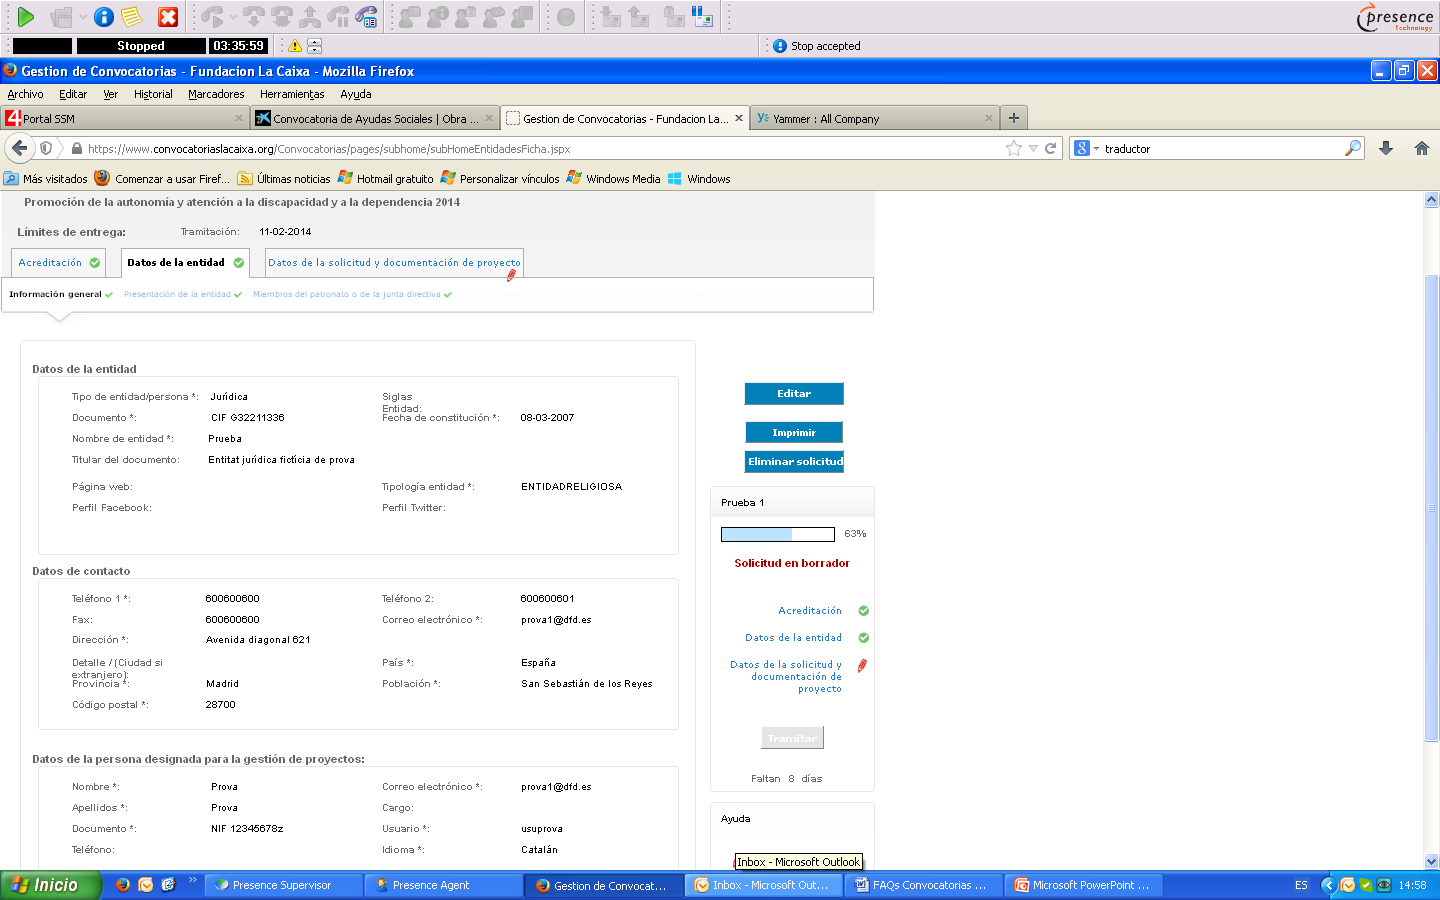 presence
technology
Stopped
03:35:59
Stop accepted
Gestion de Convocatorias - Fundacion La Caixa - Mozilla Firefox
Archivo Editar Ver Historial Marcadores Herramientas Ayuda
4 Portal SSM
Convocatoria de Ayudas Sociales | Obra ...
Gestion de Convocatorias - Fundacion La...
Yammer : All Company
https://www.convocatoriaslacaixa.org/Convocatorias/pages/subhome/subHomeEntidadesFicha.jspx
traductor
Más visitados Comenzar a usar Firef... Últimas noticias Hotmail gratuito Personalizar vínculos Windows Media Windows
Promoción de la autonomía y atención a la discapacidad y a la dependencia 2014
Límites de entrega: Tramitación: 11-02-2014
Acreditación Datos de la entidad Datos de la solicitud y documentación de proyecto
Información general Presentación de la entidad Miembros del patronato o de la junta directiva
Datos de la entidad
Tipo de entidad/persona *: Jurídica Siglas Entidad:
Documento *: CIF G32211336 Fecha de constitución *: 08-03-2007
Nombre de entidad *: Prueba
Titular del documento: Entitat jurídica fictícia de prova
Página web: Tipología entidad *: ENTIDADRELIGIOSA
Perfil Facebook: Perfil Twitter:
Datos de contacto
Teléfono 1 *: 600600600 Teléfono 2: 600600601
Fax: 600600600 Correo electrónico *: prova1@dfd.es
Dirección *: Avenida diagonal 621
Detalle / (Ciudad si extranjero): País *: España
Provincia *: Madrid Población *: San Sebastián de los Reyes
Código postal *: 28700
Datos de la persona designada para la gestión de proyectos:
Nombre *: Prova Correo electrónico *: prova1@dfd.es
Apellidos *: Prova Cargo:
Documento *: NIF 12345678z Usuario *: usuprova
Teléfono: Idioma *: Catalán
Editar
Imprimir
Eliminar solicitud
Prueba 1
63%
Solicitud en borrador
Acreditación
Datos de la entidad
Datos de la solicitud y
documentación de
proyecto
Tramitar
Faltan 8 días
Ayuda
Inbox - Microsoft Outlook
Inicio
Presence Supervisor
Presence Agent
Gestion de Convocat...
Inbox - Microsoft Out...
FAQs Convocatorias ...
Microsoft PowerPoint ...
ES
14:58